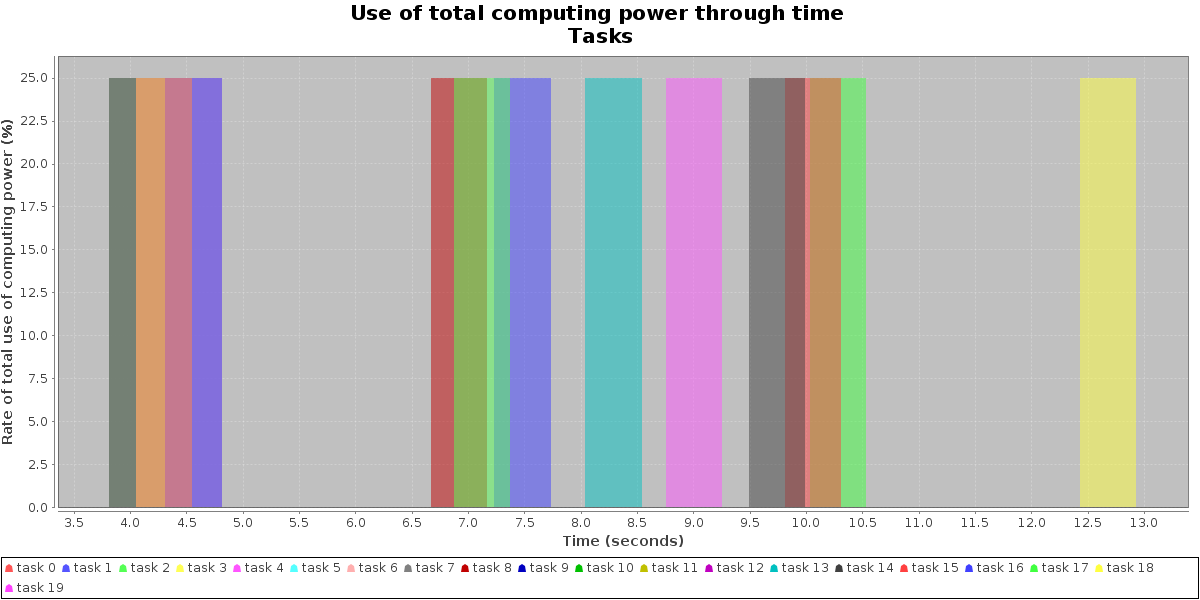 Use of total computing power through time
Tasks
Rate of total use of computing power (%)
25.0
22.5
20.0
17.5
15.0
12.5
10.0
7.5
5.0
2.5
0.0
3.5 4.0 4.5 5.0 5.5 6.0 6.5 7.0 7.5 8.0 8.5 9.0 9.5 10.0 10.5 11.0 11.5 12.0 12.5 13.0
Time (seconds)
task 0 task 1 task 2 task 3 task 4 task 5 task 6 task 7 task 8 task 9 task 10 task 11 task 12 task 13 task 14 task 15 task 16 task 17 task 18
task 19